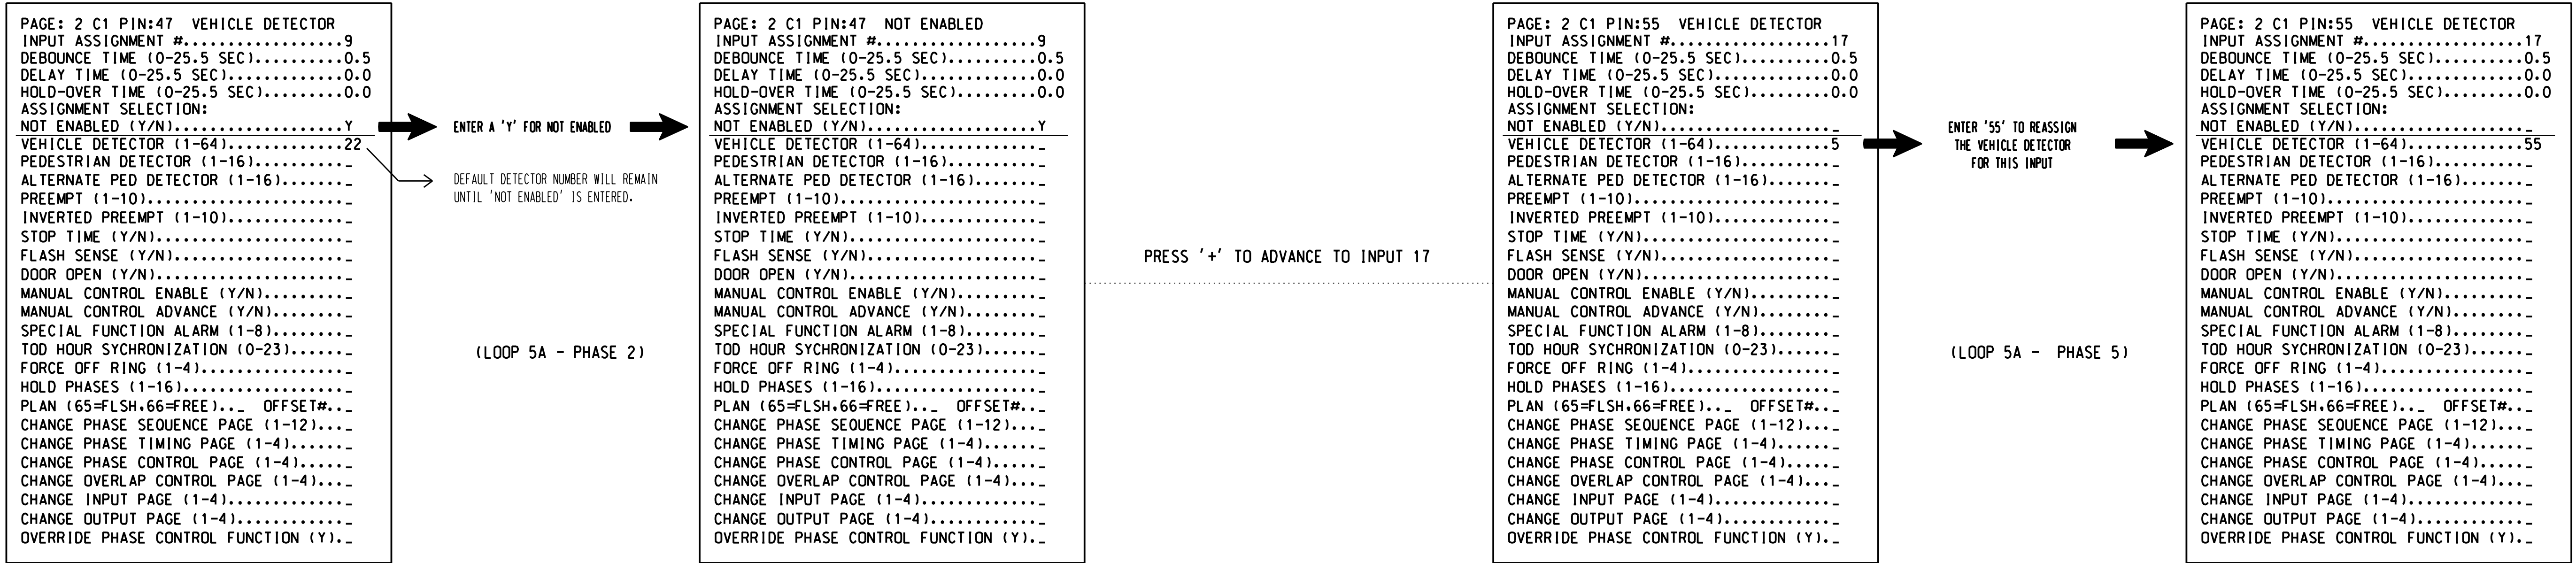 PAGE: 2 C1 PIN:47  VEHICLE DETECTOR
INPUT ASSIGNMENT #..................9
DEBOUNCE TIME (0-25.5 SEC)..........0.5
DELAY TIME (0-25.5 SEC).............0.0
HOLD-OVER TIME (0-25.5 SEC).........0.0
ASSIGNMENT SELECTION:
NOT ENABLED (Y/N)...................Y
VEHICLE DETECTOR (1-64).............22
PEDESTRIAN DETECTOR (1-16).........._
ALTERNATE PED DETECTOR (1-16)......._
PREEMPT (1-10)......................_
INVERTED PREEMPT (1-10)............._
STOP TIME (Y/N)....................._
FLASH SENSE (Y/N)..................._
DOOR OPEN (Y/N)....................._
MANUAL CONTROL ENABLE (Y/N)........._
MANUAL CONTROL ADVANCE (Y/N)........_
SPECIAL FUNCTION ALARM (1-8)........_
TOD HOUR SYCHRONIZATION (0-23)......_
FORCE OFF RING (1-4)................_
HOLD PHASES (1-16).................._
PLAN (65=FLSH,66=FREE).._  OFFSET#.._
CHANGE PHASE SEQUENCE PAGE (1-12)..._
CHANGE PHASE TIMING PAGE (1-4)......_
CHANGE PHASE CONTROL PAGE (1-4)....._
CHANGE OVERLAP CONTROL PAGE (1-4)..._
CHANGE INPUT PAGE (1-4)............._
CHANGE OUTPUT PAGE (1-4)............_
OVERRIDE PHASE CONTROL FUNCTION (Y)._
ENTER A 'Y' FOR NOT ENABLED
DEFAULT DETECTOR NUMBER WILL REMAIN
UNTIL 'NOT ENABLED' IS ENTERED.
(LOOP 5A - PHASE 2)
PAGE: 2 C1 PIN:47  NOT ENABLED
INPUT ASSIGNMENT #..................9
DEBOUNCE TIME (0-25.5 SEC)..........0.5
DELAY TIME (0-25.5 SEC).............0.0
HOLD-OVER TIME (0-25.5 SEC).........0.0
ASSIGNMENT SELECTION:
NOT ENABLED (Y/N)...................Y
VEHICLE DETECTOR (1-64)............._
PEDESTRIAN DETECTOR (1-16).........._
ALTERNATE PED DETECTOR (1-16)......._
PREEMPT (1-10)......................_
INVERTED PREEMPT (1-10)............._
STOP TIME (Y/N)....................._
FLASH SENSE (Y/N)..................._
DOOR OPEN (Y/N)....................._
MANUAL CONTROL ENABLE (Y/N)........._
MANUAL CONTROL ADVANCE (Y/N)........_
SPECIAL FUNCTION ALARM (1-8)........_
TOD HOUR SYCHRONIZATION (0-23)......_
FORCE OFF RING (1-4)................_
HOLD PHASES (1-16).................._
PLAN (65=FLSH,66=FREE).._  OFFSET#.._
CHANGE PHASE SEQUENCE PAGE (1-12)..._
CHANGE PHASE TIMING PAGE (1-4)......_
CHANGE PHASE CONTROL PAGE (1-4)....._
CHANGE OVERLAP CONTROL PAGE (1-4)..._
CHANGE INPUT PAGE (1-4)............._
CHANGE OUTPUT PAGE (1-4)............_
OVERRIDE PHASE CONTROL FUNCTION (Y)._
PRESS '+' TO ADVANCE TO INPUT 17
PAGE: 2 C1 PIN:55  VEHICLE DETECTOR
INPUT ASSIGNMENT #..................17
DEBOUNCE TIME (0-25.5 SEC)..........0.5
DELAY TIME (0-25.5 SEC).............0.0
HOLD-OVER TIME (0-25.5 SEC).........0.0
ASSIGNMENT SELECTION:
NOT ENABLED (Y/N)..................._
VEHICLE DETECTOR (1-64).............5
PEDESTRIAN DETECTOR (1-16).........._
ALTERNATE PED DETECTOR (1-16)......._
PREEMPT (1-10)......................_
INVERTED PREEMPT (1-10)............._
STOP TIME (Y/N)....................._
FLASH SENSE (Y/N)..................._
DOOR OPEN (Y/N)....................._
MANUAL CONTROL ENABLE (Y/N)........._
MANUAL CONTROL ADVANCE (Y/N)........_
SPECIAL FUNCTION ALARM (1-8)........_
TOD HOUR SYCHRONIZATION (0-23)......_
FORCE OFF RING (1-4)................_
HOLD PHASES (1-16).................._
PLAN (65=FLSH,66=FREE).._  OFFSET#.._
CHANGE PHASE SEQUENCE PAGE (1-12)..._
CHANGE PHASE TIMING PAGE (1-4)......_
CHANGE PHASE CONTROL PAGE (1-4)....._
CHANGE OVERLAP CONTROL PAGE (1-4)..._
CHANGE INPUT PAGE (1-4)............._
CHANGE OUTPUT PAGE (1-4)............_
OVERRIDE PHASE CONTROL FUNCTION (Y)._
ENTER '55' TO REASSIGN
THE VEHICLE DETECTOR
FOR THIS INPUT
(LOOP 5A -  PHASE 5)
PAGE: 2 C1 PIN:55  VEHICLE DETECTOR
INPUT ASSIGNMENT #..................17
DEBOUNCE TIME (0-25.5 SEC)..........0.5
DELAY TIME (0-25.5 SEC).............0.0
HOLD-OVER TIME (0-25.5 SEC).........0.0
ASSIGNMENT SELECTION:
NOT ENABLED (Y/N)..................._
VEHICLE DETECTOR (1-64).............55
PEDESTRIAN DETECTOR (1-16).........._
ALTERNATE PED DETECTOR (1-16)......._
PREEMPT (1-10)......................_
INVERTED PREEMPT (1-10)............._
STOP TIME (Y/N)....................._
FLASH SENSE (Y/N)..................._
DOOR OPEN (Y/N)....................._
MANUAL CONTROL ENABLE (Y/N)........._
MANUAL CONTROL ADVANCE (Y/N)........_
SPECIAL FUNCTION ALARM (1-8)........_
TOD HOUR SYCHRONIZATION (0-23)......_
FORCE OFF RING (1-4)................_
HOLD PHASES (1-16).................._
PLAN (65=FLSH,66=FREE).._  OFFSET#.._
CHANGE PHASE SEQUENCE PAGE (1-12)..._
CHANGE PHASE TIMING PAGE (1-4)......_
CHANGE PHASE CONTROL PAGE (1-4)....._
CHANGE OVERLAP CONTROL PAGE (1-4)..._
CHANGE INPUT PAGE (1-4)............._
CHANGE OUTPUT PAGE (1-4)............_
OVERRIDE PHASE CONTROL FUNCTION (Y)._